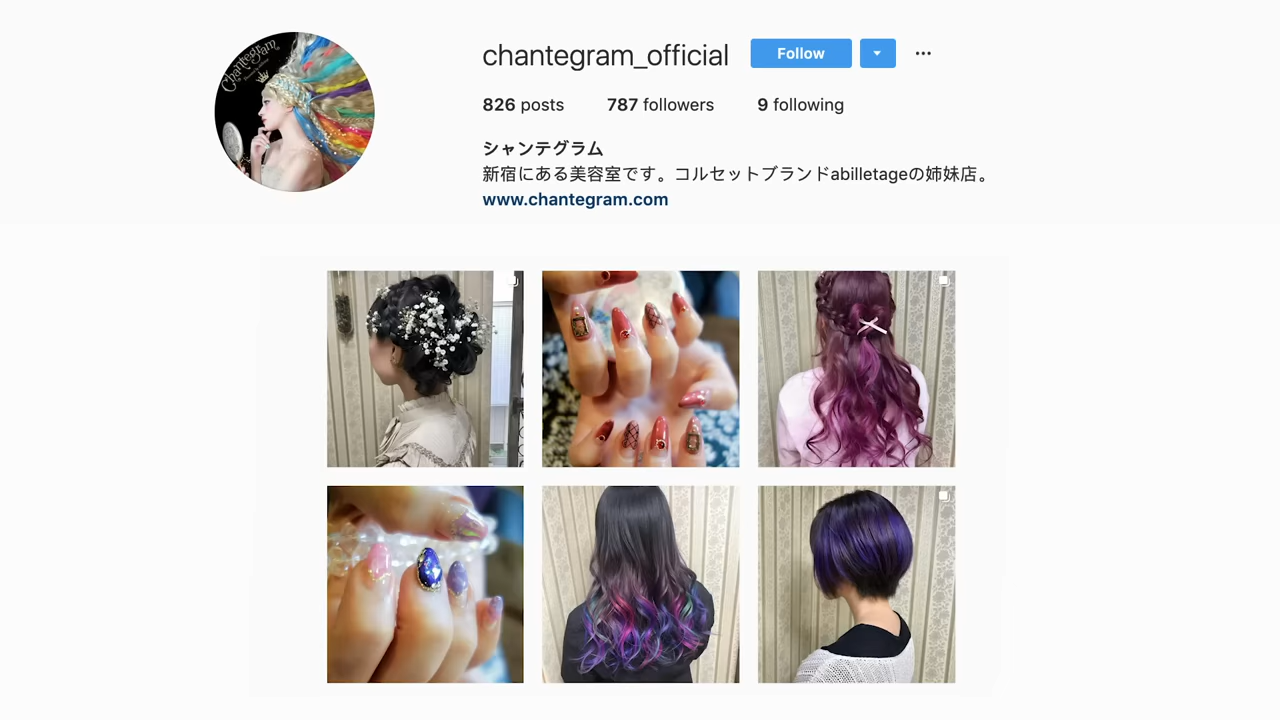 Chantegram
chantegram_official
Follow
826 posts
787 followers
9 following
シャンテグラム
新宿にある美容室です。コルセットブランドabilletageの姉妹店。
www.chantegram.com